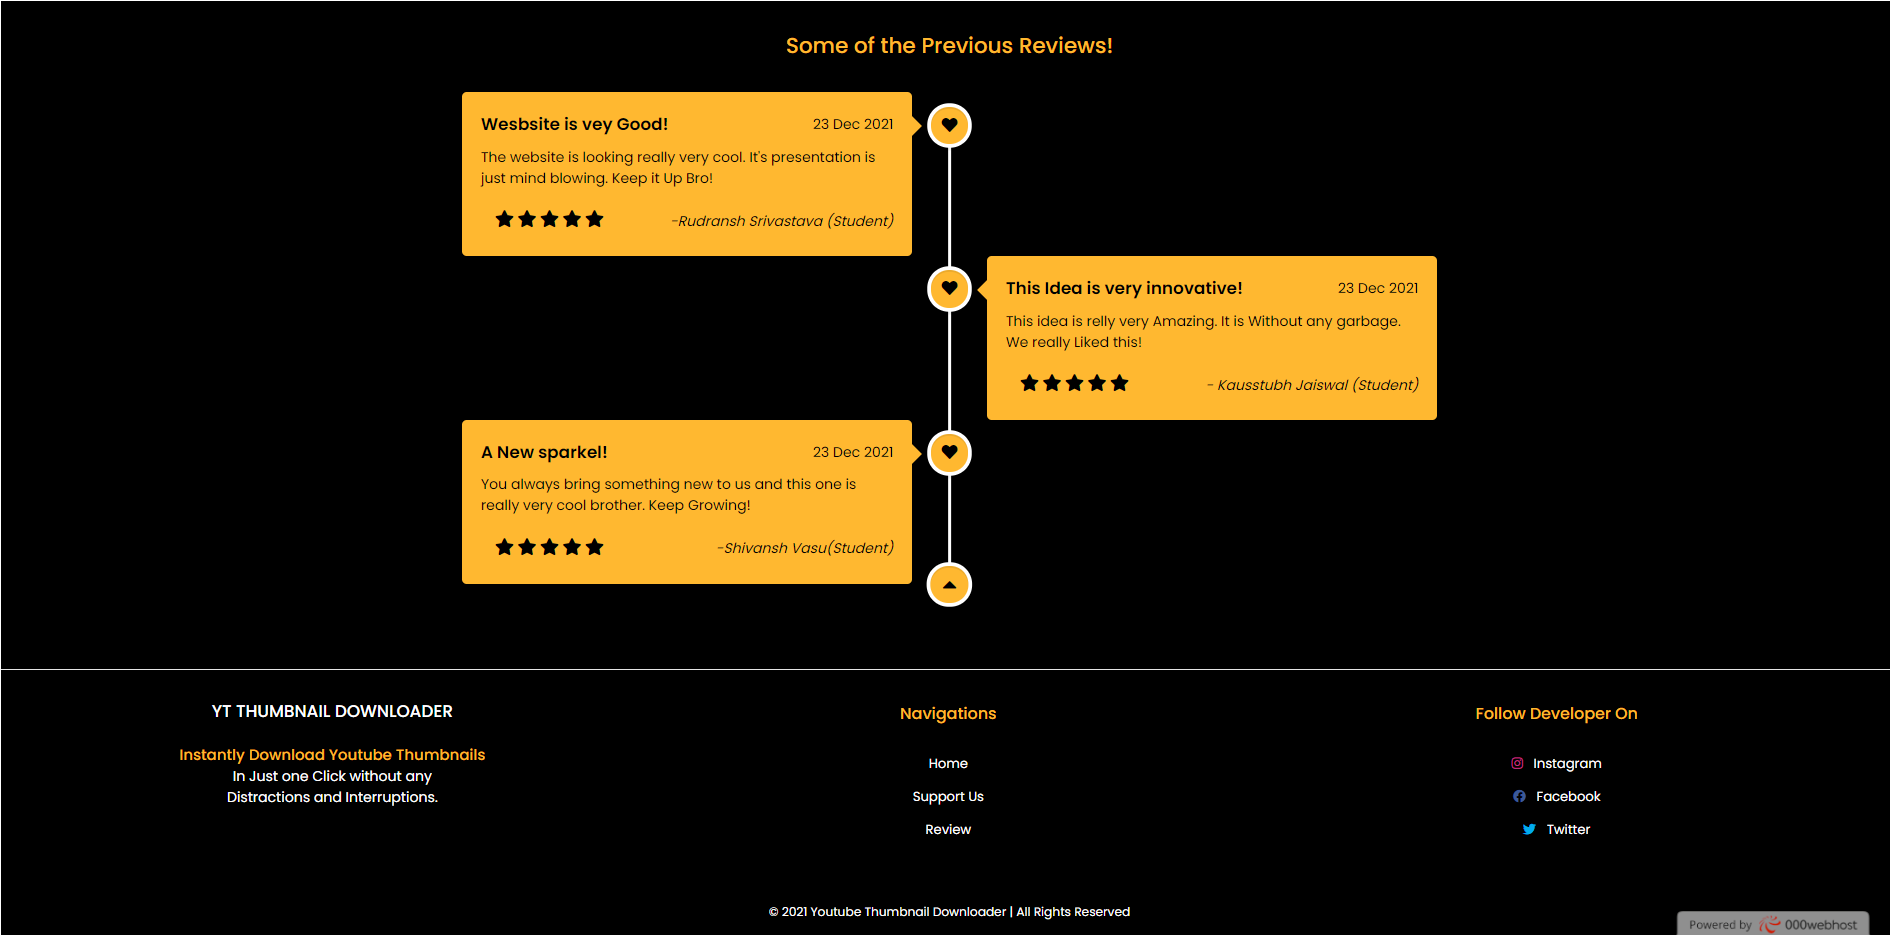 Some of the Previous Reviews!
Wesbsite is vey Good!
23 Dec 2021
The website is looking really very cool. It's presentation is
just mind blowing. Keep it Up Bro!
-Rudransh Srivastava (Student)
This Idea is very innovative!
23 Dec 2021
This idea is relly very Amazing. It is Without any garbage.
We really Liked this!
- Kausstubh Jaiswal (Student)
A New sparkel!
23 Dec 2021
You always bring something new to us and this one is
really very cool brother. Keep Growing!
-Shivansh Vasu(Student)
YT THUMBNAIL DOWNLOADER
Instantly Download Youtube Thumbnails
In Just one Click without any
Distractions and Interruptions.
Navigations
Home
Support Us
Review
Follow Developer On
Instagram
Facebook
Twitter
© 2021 Youtube Thumbnail Downloader | All Rights Reserved
Powered by 000webhost